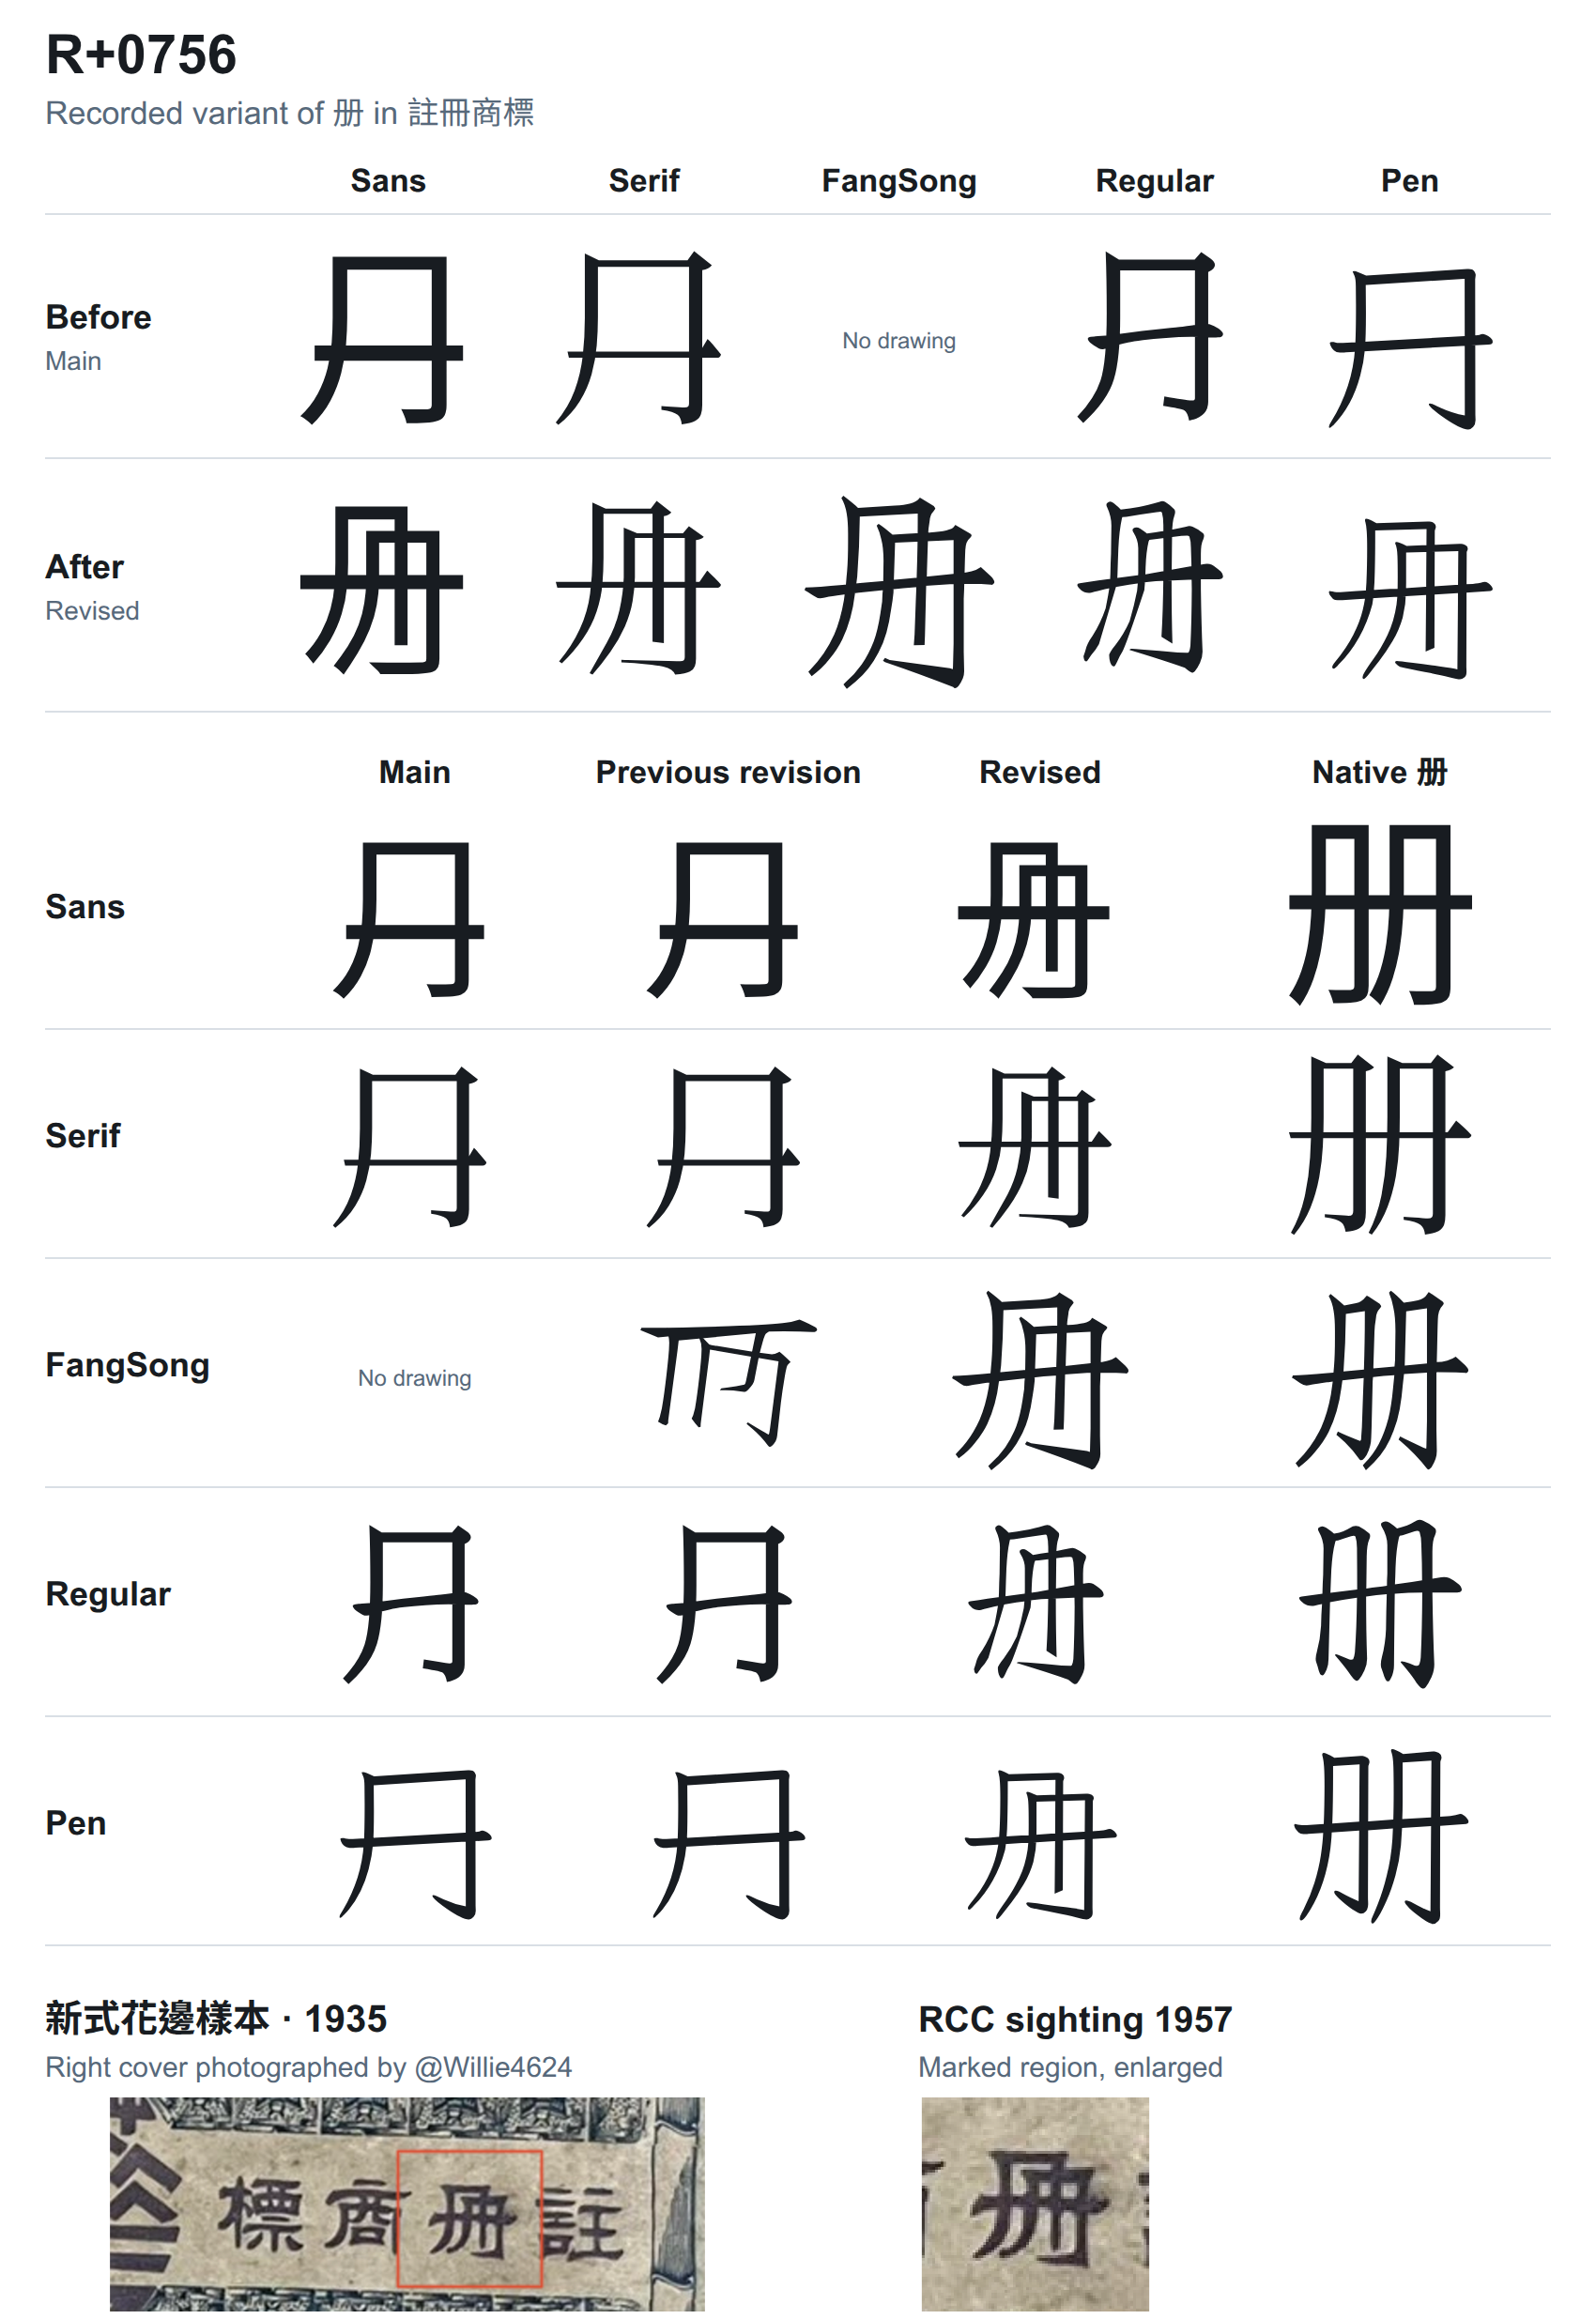 R+0756
Recorded variant of 册 in 註冊商標
Sans Serif FangSong Regular Pen
Before
Main
No drawing
After
Revised
Main Previous revision Revised Native 册
Sans
Serif
FangSong
No drawing
Regular
Pen
新式花邊樣本 · 1935
Right cover photographed by @Willie4624
RCC sighting 1957
Marked region, enlarged
標商册註